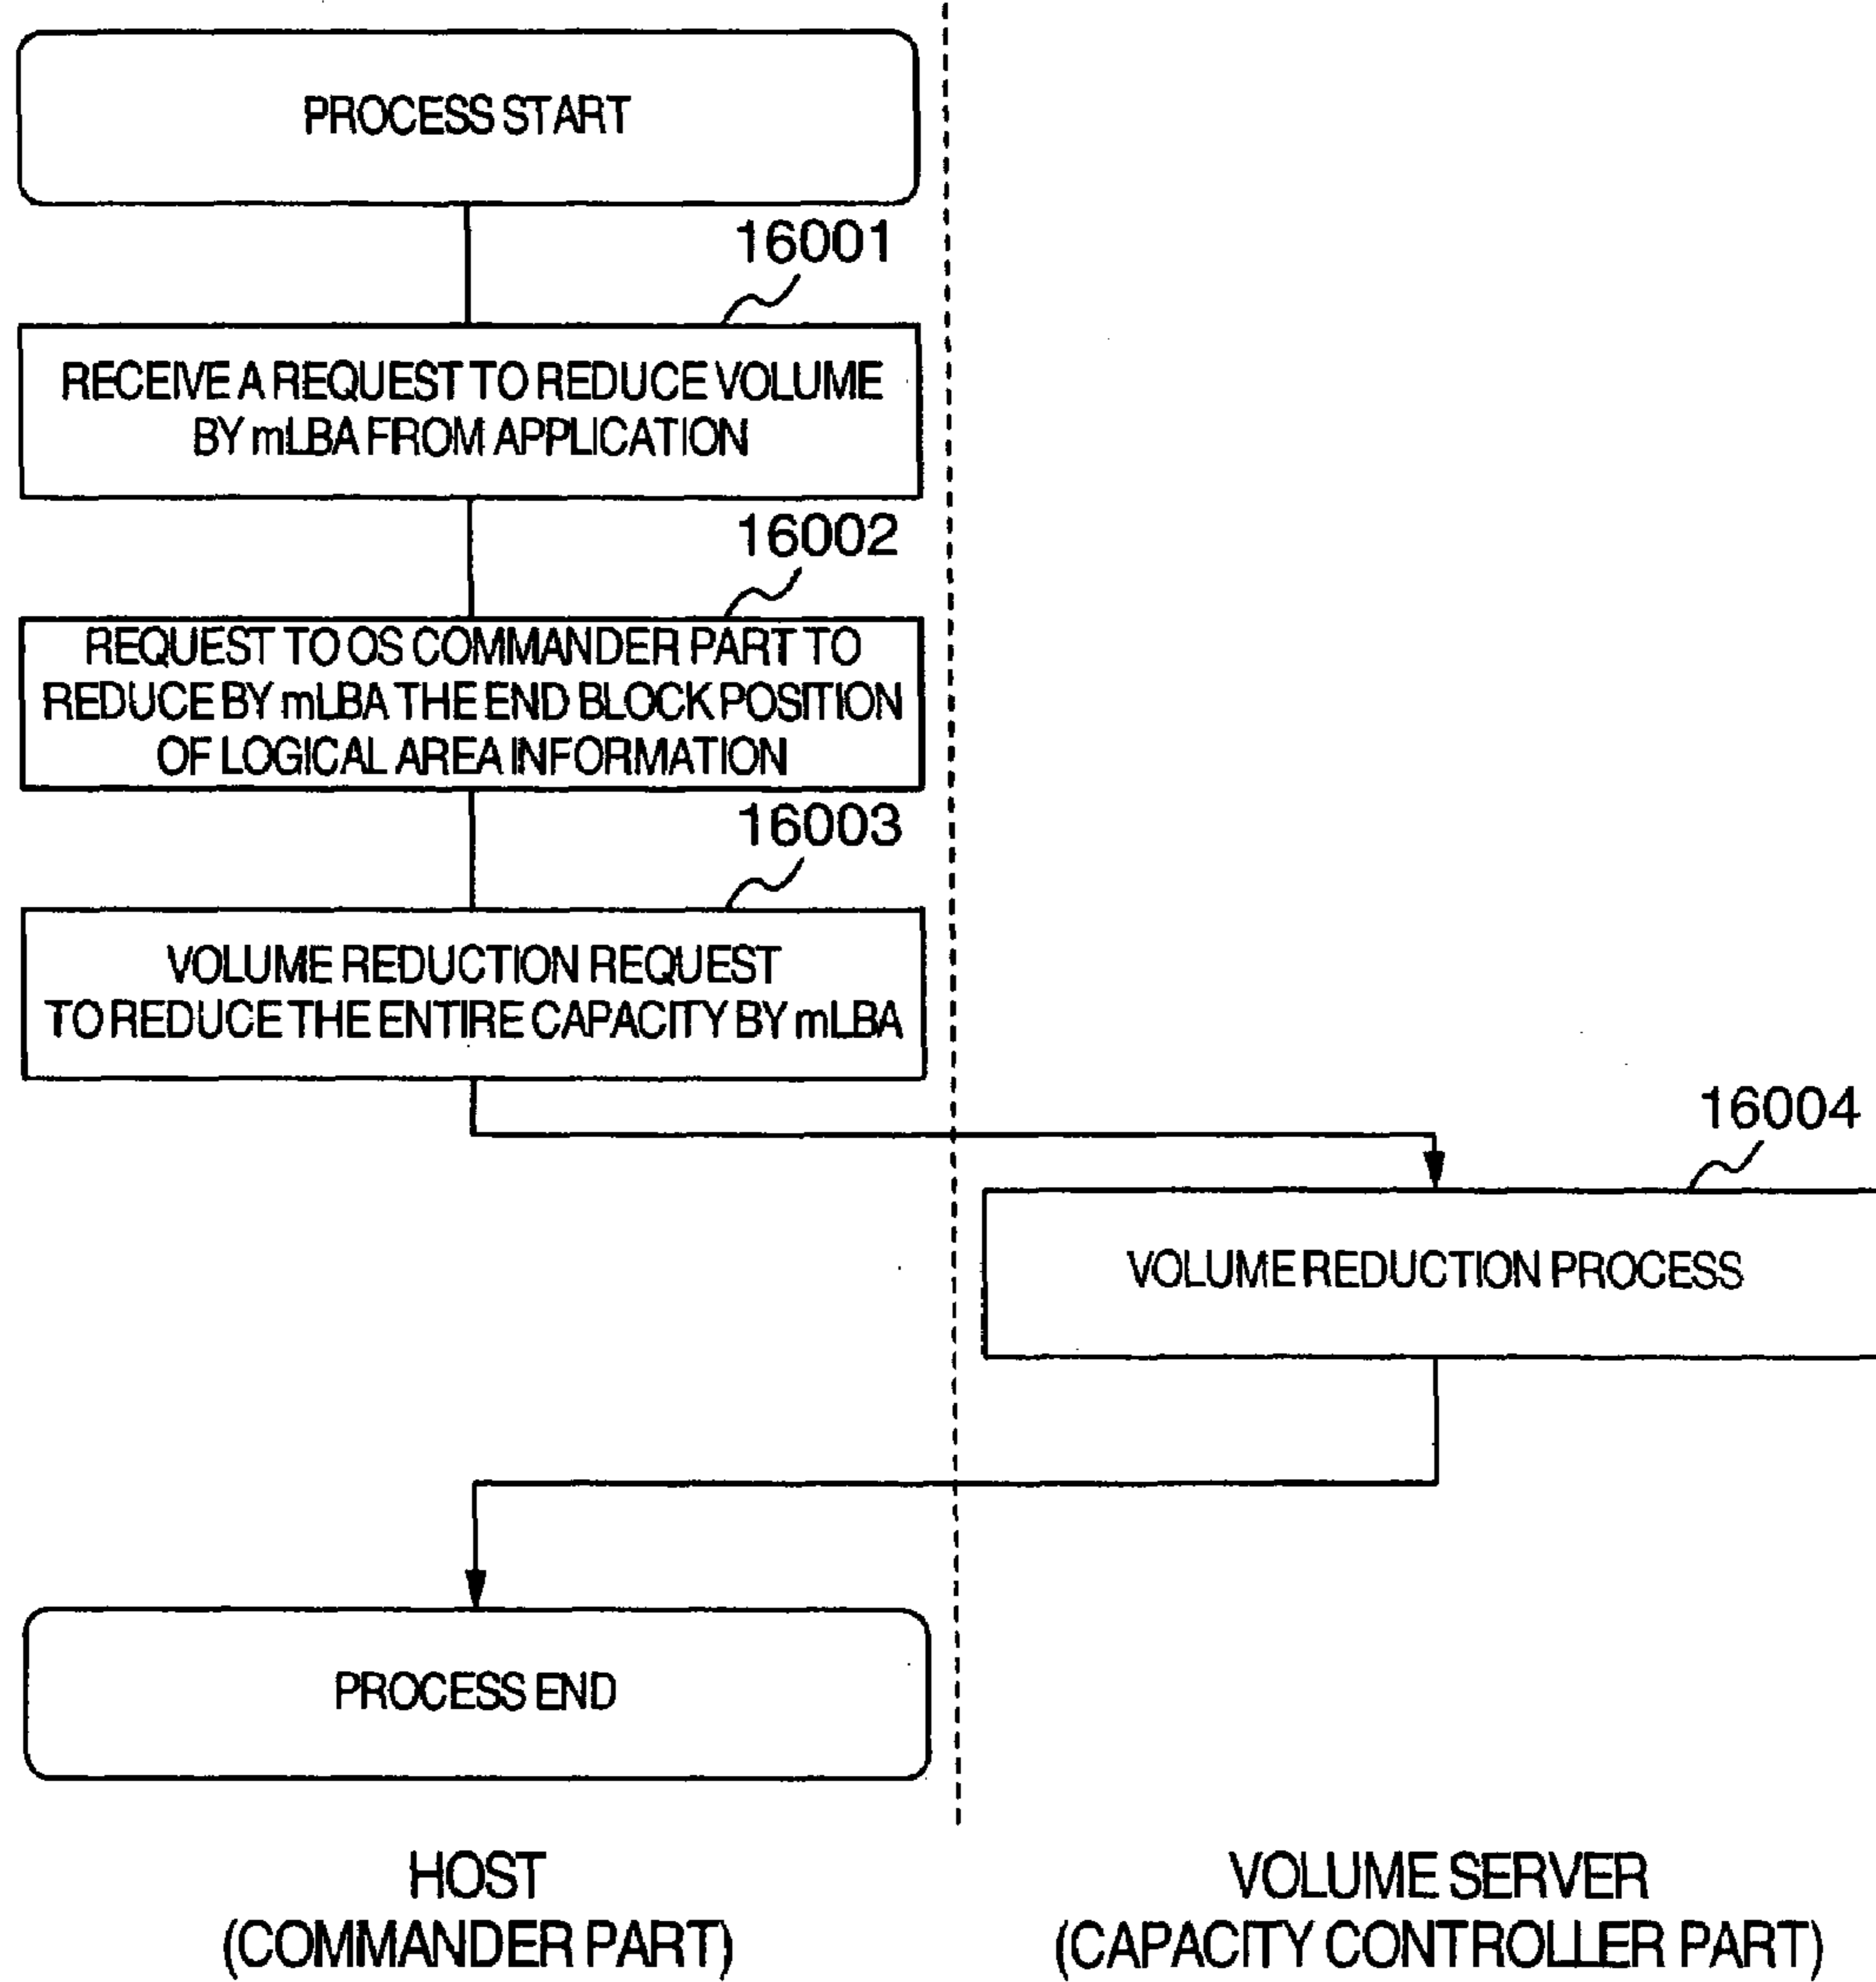 PROCESS START
16001
RECEIVE A REQUEST TO REDUCE VOLUME
BY mLBA FROM APPLICATION
16002
REQUEST TO OS COMMANDER PART TO
REDUCE BY mLBA THE END BLOCK POSITION
OF LOGICAL AREA INFORMATION
16003
VOLUME REDUCTION REQUEST
TO REDUCE THE ENTIRE CAPACITY BY mLBA
16004
VOLUME REDUCTION PROCESS
PROCESS END
HOST
(COMMANDER PART)
VOLUME SERVER
(CAPACITY CONTROLLER PART)